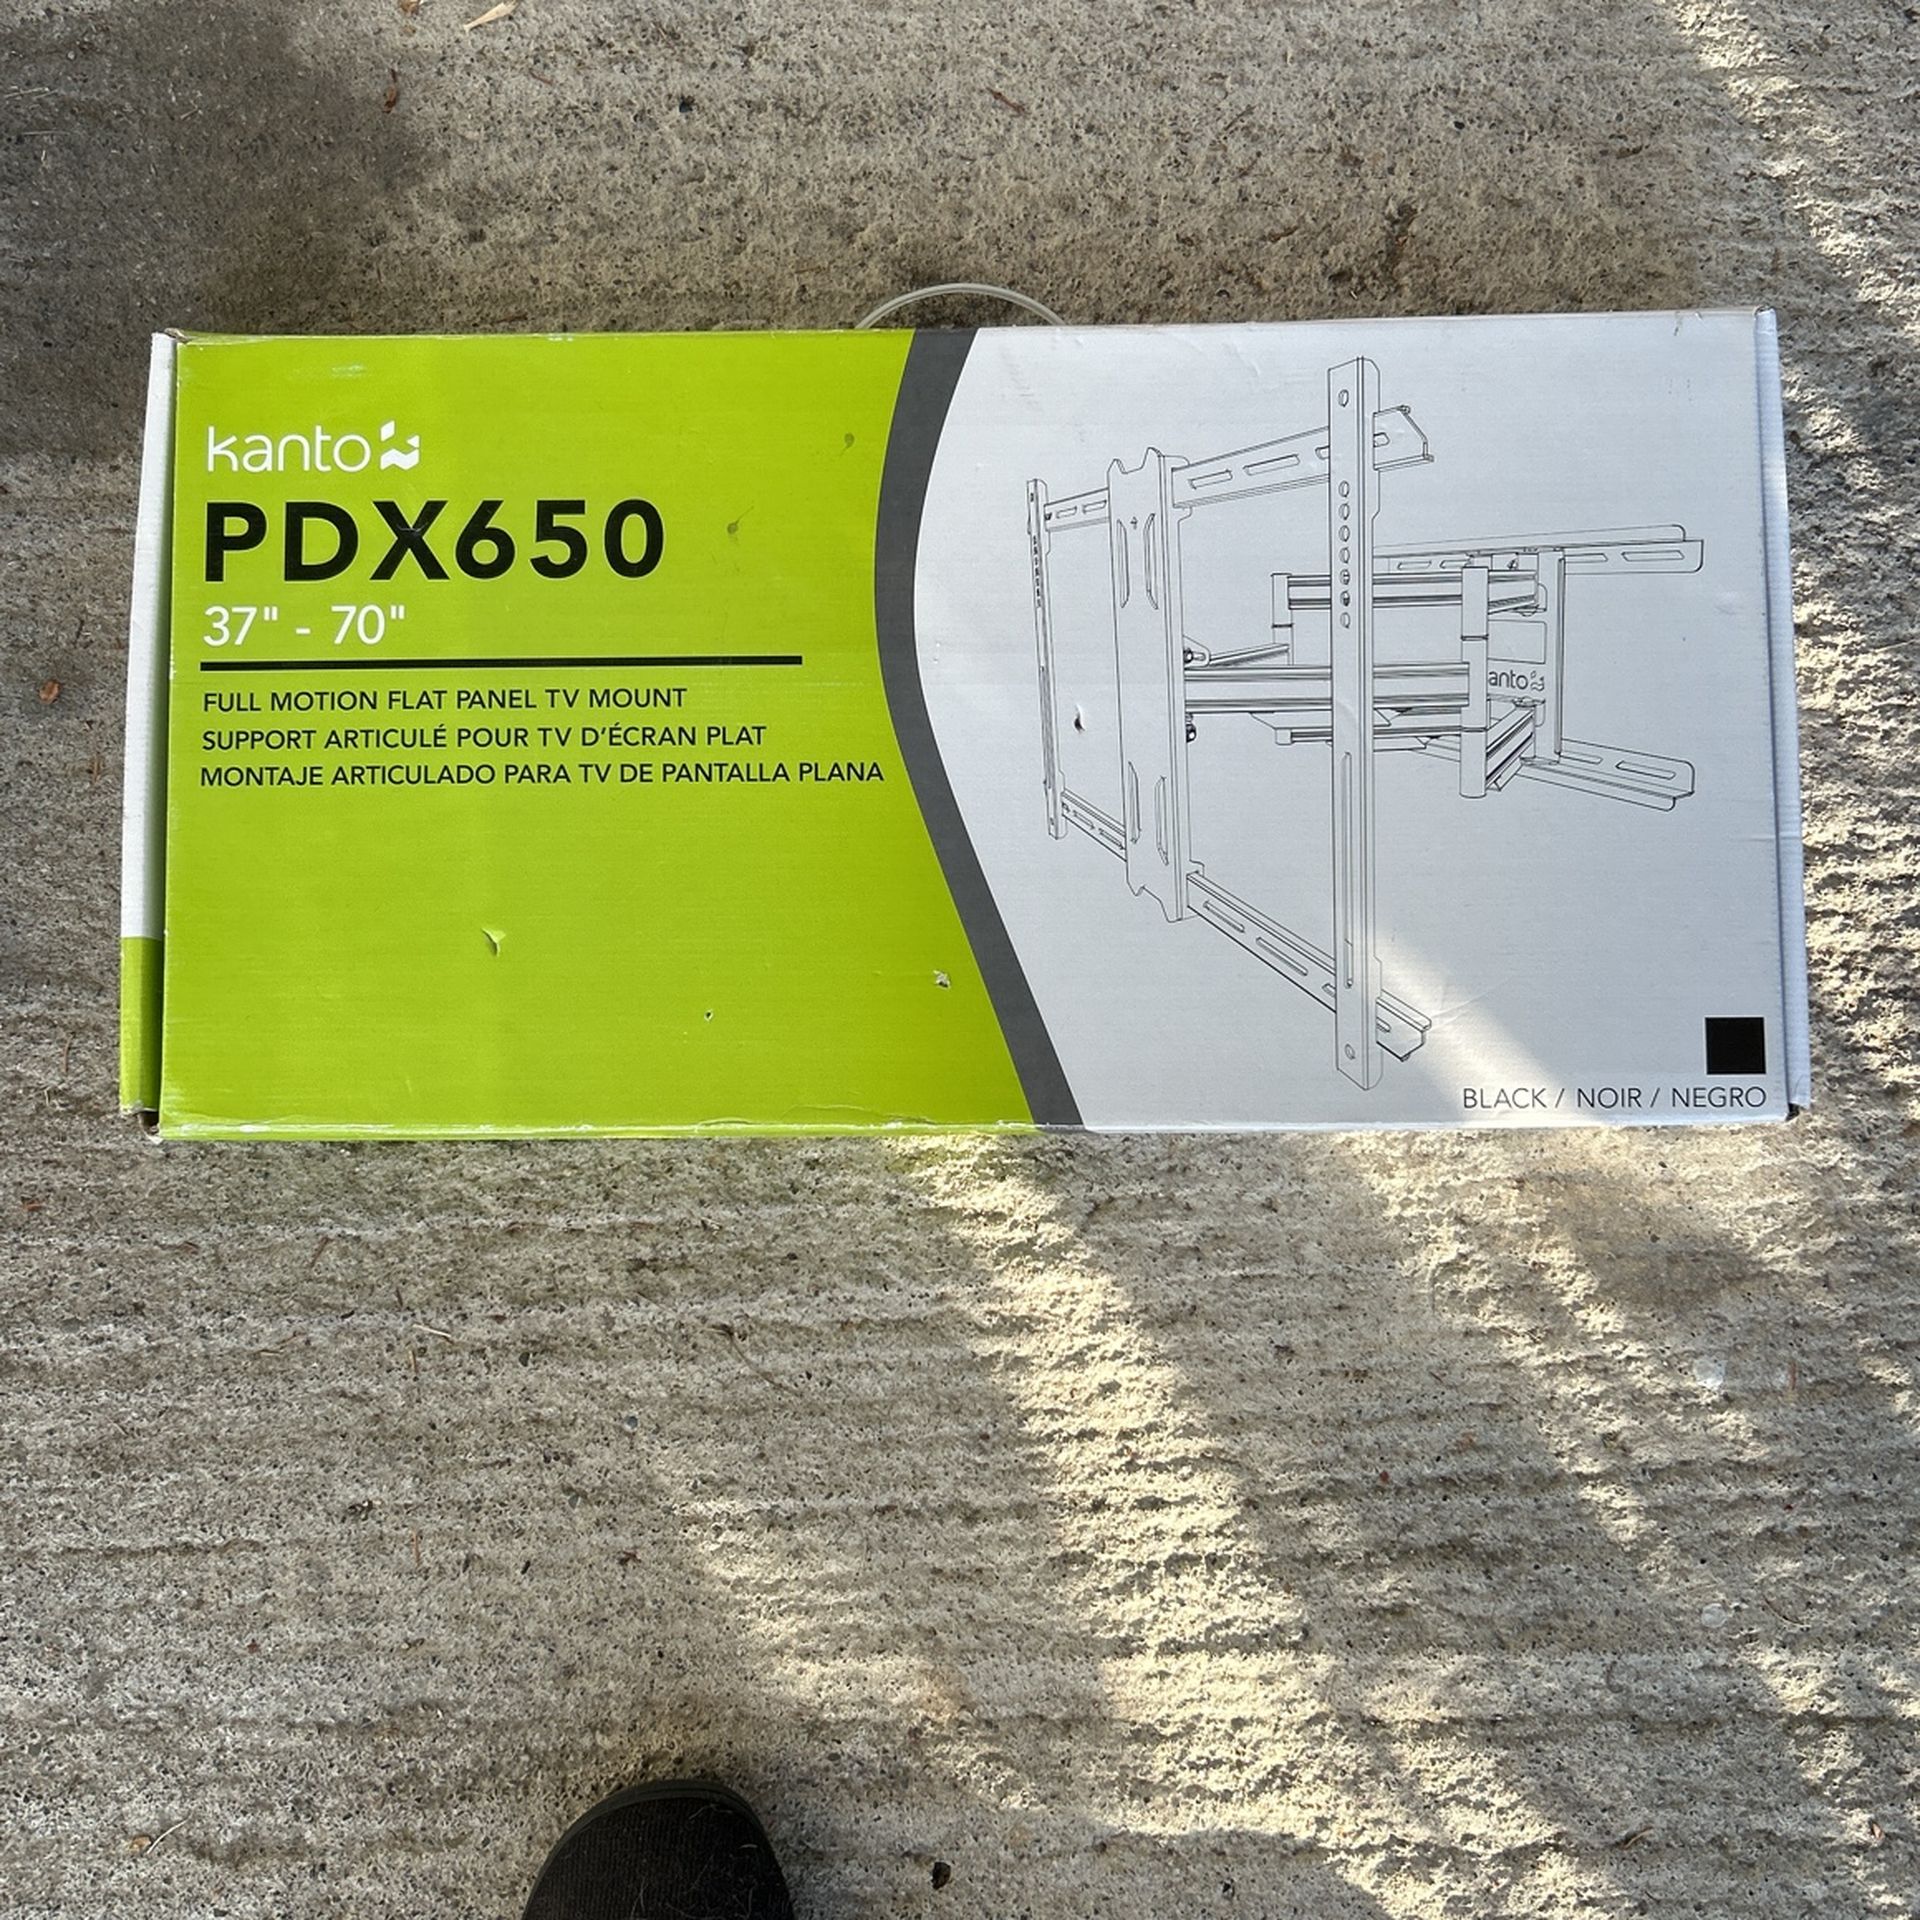 kanto
PDX650
37" - 70"
FULL MOTION FLAT PANEL TV MOUNT
SUPPORT ARTICULÉ POUR TV D'ÉCRAN PLAT
MONTAJE ARTICULADO PARA TV DE PANTALLA PLANA
anto
BLACK / NOIR / NEGRO